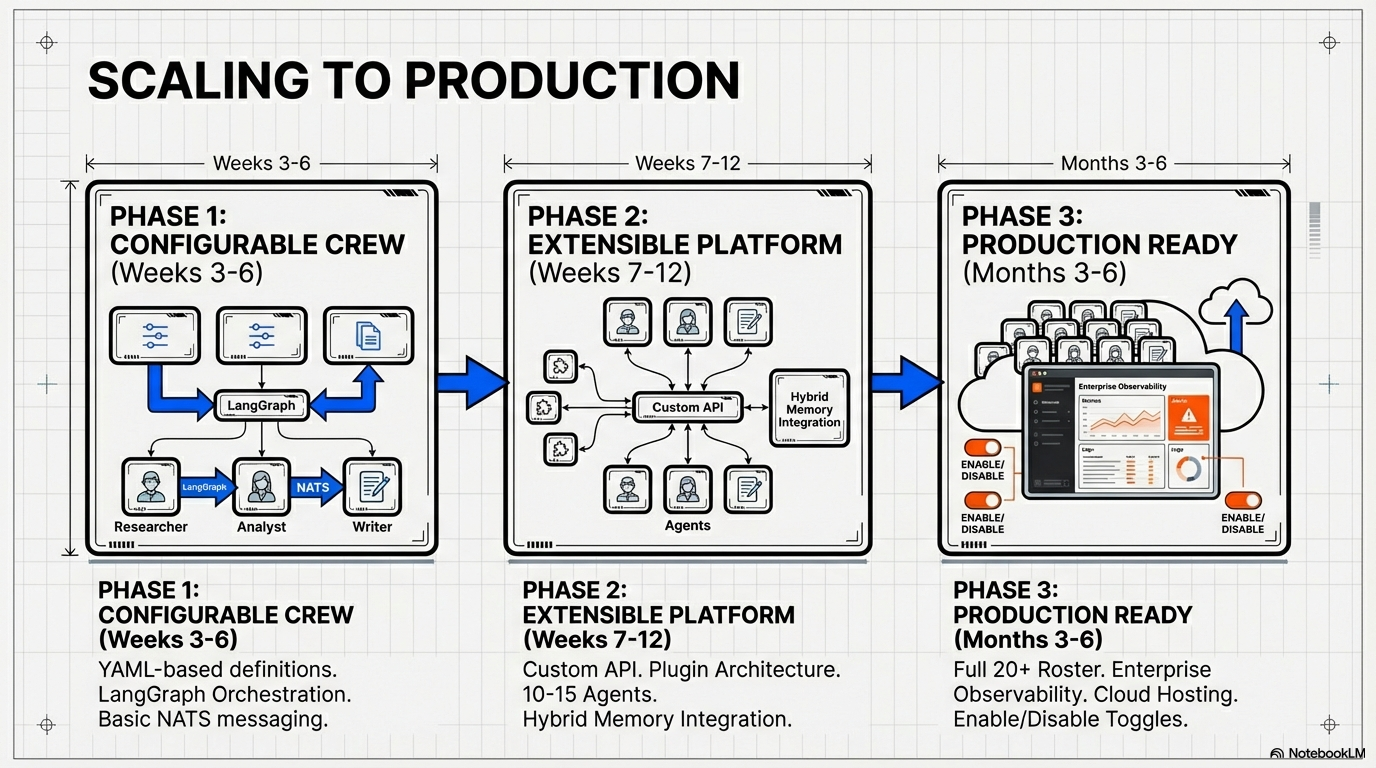 SCALING TO PRODUCTION
Weeks 3-6
Weeks 7-12
Months 3-6
PHASE 1:
CONFIGURABLE CREW
(Weeks 3-6)
LangGraph
LangGraph
NATS
Researcher
Analyst
Writer
PHASE 2:
EXTENSIBLE PLATFORM
(Weeks 7-12)
Custom API
Hybrid
Memory
Integration
Agents
PHASE 3:
PRODUCTION READY
(Months 3-6)
Enterprise Observability
ENABLE/
DISABLE
ENABLE/
DISABLE
ENABLE/
DISABLE
PHASE 1:
CONFIGURABLE CREW
(Weeks 3-6)
YAML-based definitions.
LangGraph Orchestration.
Basic NATS messaging.
PHASE 2:
EXTENSIBLE PLATFORM
(Weeks 7-12)
Custom API. Plugin Architecture.
10-15 Agents.
Hybrid Memory Integration.
PHASE 3:
PRODUCTION READY
(Months 3-6)
Full 20+ Roster. Enterprise
Observability. Cloud Hosting.
Enable/Disable Toggles.
NotebookLM